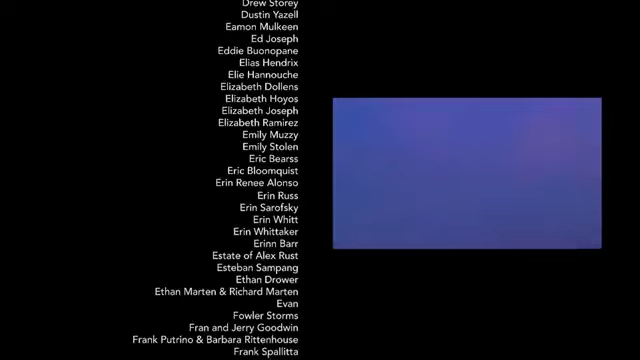 Drew Storey
Dustin Yazell
Eamon Mulkeen
Ed Joseph
Eddie Buonopane
Elias Hendrix
Elie Hannouche
Elizabeth Dollens
Elizabeth Hoyos
Elizabeth Joseph
Elizabeth Ramirez
Emily Muzzy
Emily Stolen
Eric Bearss
Eric Bloomquist
Erin Renee Alonso
Erin Russ
Erin Sarofsky
Erin Whitt
Erin Whittaker
Erinn Barr
Estate of Alex Rust
Esteban Sampang
Ethan Drower
Ethan Marten & Richard Marten
Evan
Fowler Storms
Fran and Jerry Goodwin
Frank Putrino & Barbara Rittenhouse
Frank Spallitta